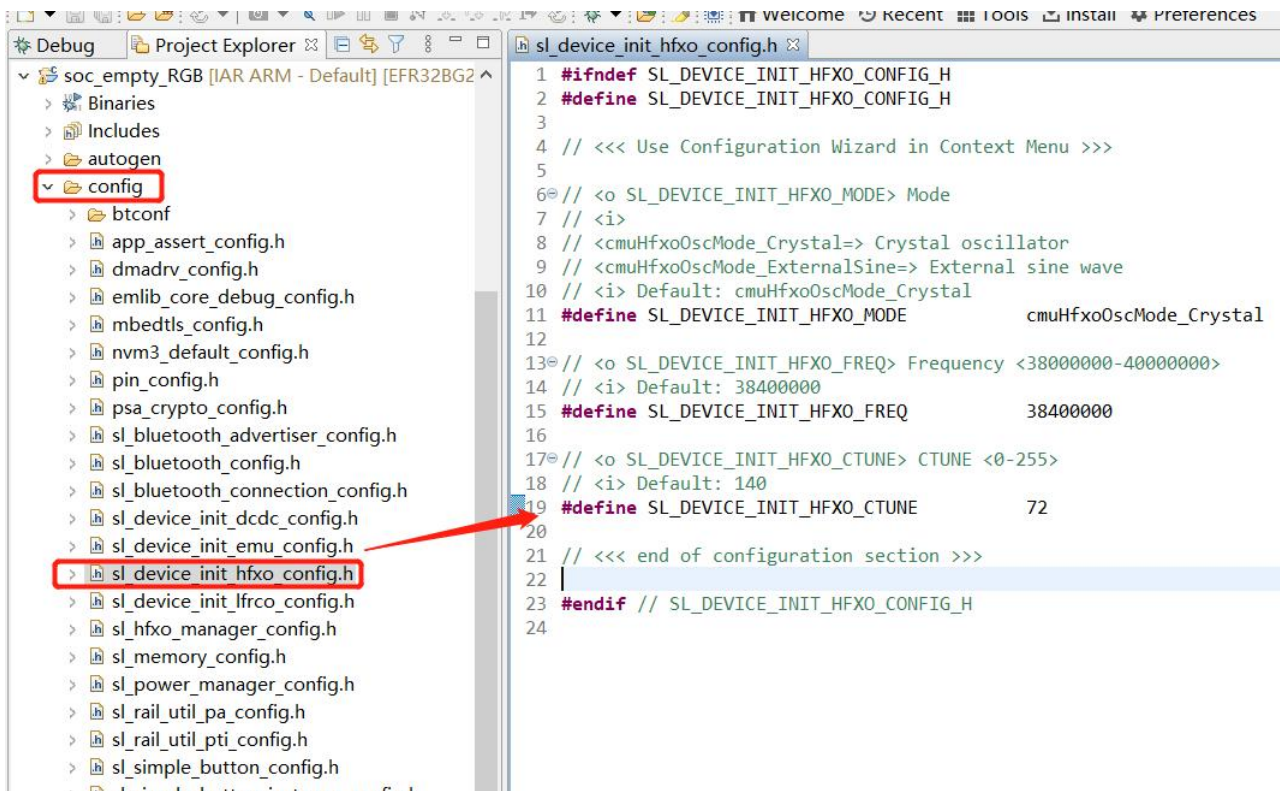 Welcome Recent Tools Install Preferences
Debug Project Explorer
sl_device_init_hfxo_config.h
soc_empty_RGB [IAR ARM - Default] [EFR32BG2
Binaries
Includes
autogen
config
btconf
app_assert_config.h
dmadrv_config.h
emlib_core_debug_config.h
mbedtls_config.h
nvm3_default_config.h
pin_config.h
psa_crypto_config.h
sl_bluetooth_advertiser_config.h
sl_bluetooth_config.h
sl_bluetooth_connection_config.h
sl_device_init_dcdc_config.h
sl_device_init_emu_config.h
sl_device_init_hfxo_config.h
sl_device_init_lfrco_config.h
sl_hfxo_manager_config.h
sl_memory_config.h
sl_power_manager_config.h
sl_rail_util_pa_config.h
sl_rail_util_pti_config.h
sl_simple_button_config.h
1 #ifndef SL_DEVICE_INIT_HFXO_CONFIG_H
2 #define SL_DEVICE_INIT_HFXO_CONFIG_H
3
4 // <<< Use Configuration Wizard in Context Menu >>>
5
6 // <o SL_DEVICE_INIT_HFXO_MODE> Mode
7 // <i>
8 // <cmuHfxoOscMode_Crystal=> Crystal oscillator
9 // <cmuHfxoOscMode_ExternalSine=> External sine wave
10 // <i> Default: cmuHfxoOscMode_Crystal
11 #define SL_DEVICE_INIT_HFXO_MODE cmuHfxoOscMode_Crystal
12
13 // <o SL_DEVICE_INIT_HFXO_FREQ> Frequency <38000000-40000000>
14 // <i> Default: 38400000
15 #define SL_DEVICE_INIT_HFXO_FREQ 38400000
16
17 // <o SL_DEVICE_INIT_HFXO_CTUNE> CTUNE <0-255>
18 // <i> Default: 140
19 #define SL_DEVICE_INIT_HFXO_CTUNE 72
20
21 // <<< end of configuration section >>>
22
23 #endif // SL_DEVICE_INIT_HFXO_CONFIG_H
24